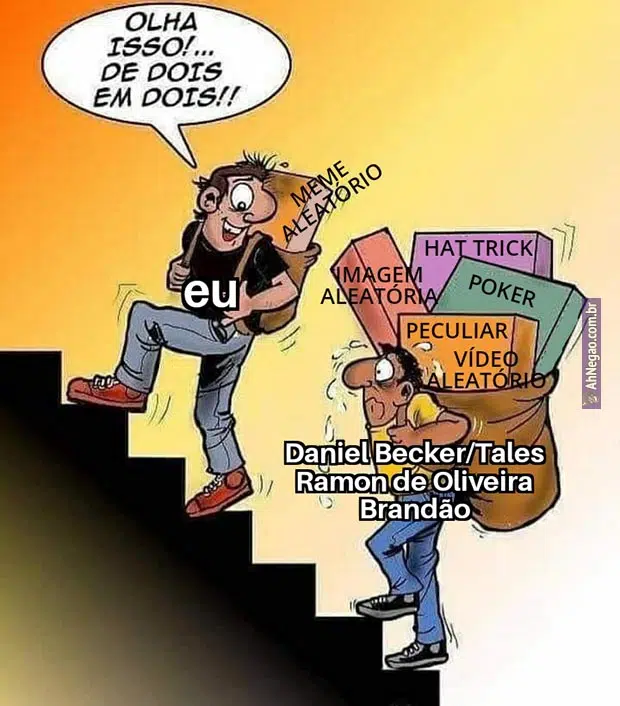 OLHA
ISSO!...
DE DOIS
EM DOIS!!
MEME
ALEATÓRIO
eu
HAT TRICK
IMAGEM
ALEATÓRIA
POKER
PECULIAR
VÍDEO
ALEATÓRIO
Daniel Becker/Tales
Ramon de Oliveira
Brandão
AhNegao.com.br